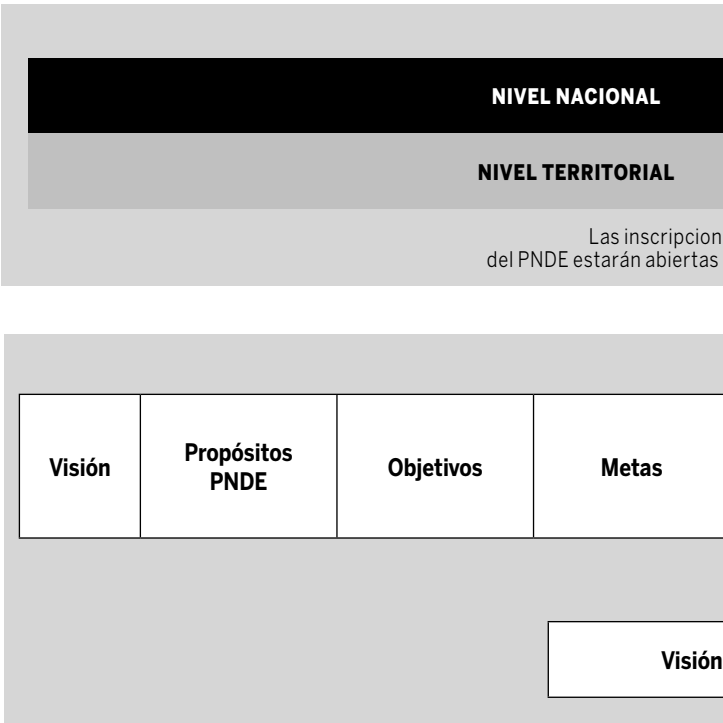 NIVEL NACIONAL
NIVEL TERRITORIAL
Las inscripcion
del PNDE estarán abiertas
Visión
Propósitos
PNDE
Objetivos
Metas
Visión